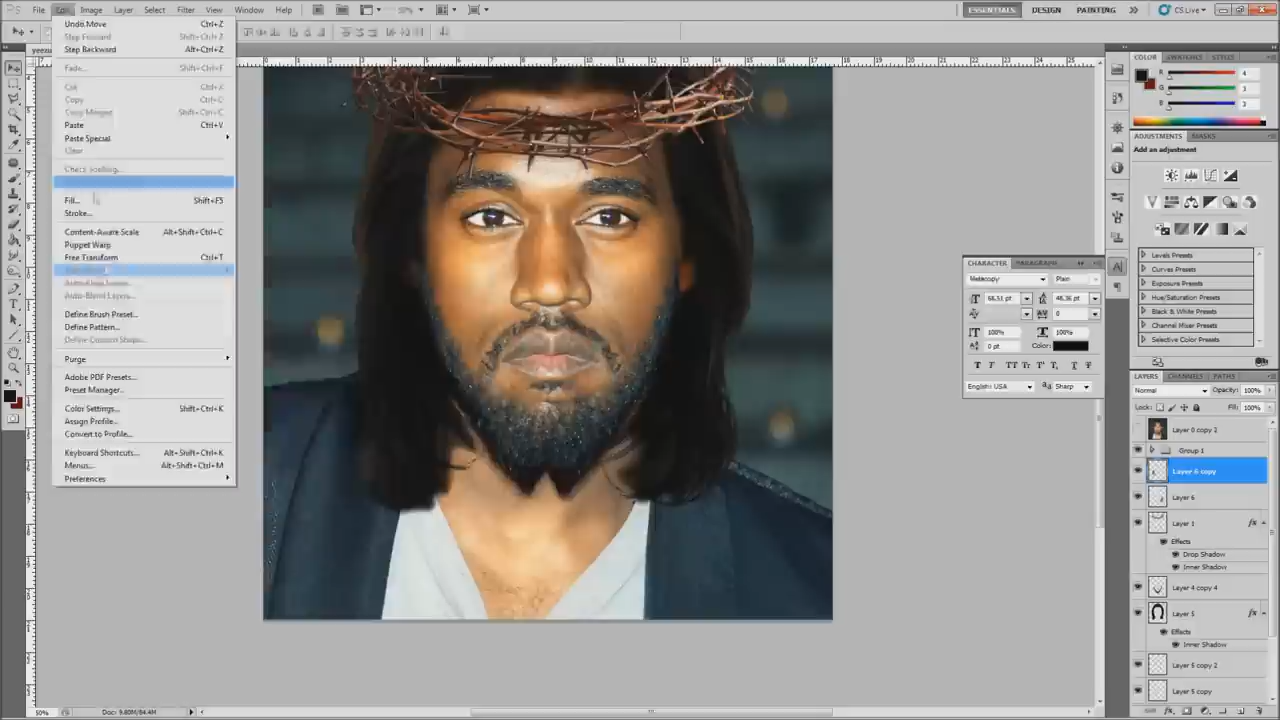 File Edit Image Layer Select Filter View Window Help
ESSENTIALS DESIGN PAINTING CS Live
Undo Move Ctrl+Z
Step Forward Shift+Ctrl+Z
Step Backward Alt+Ctrl+Z
Fade... Shift+Ctrl+F
Cut Ctrl+X
Copy Ctrl+C
Copy Merged Shift+Ctrl+C
Paste Ctrl+V
Paste Special
Clear
Check Spelling...
Fill... Shift+F5
Stroke...
Content-Aware Scale Alt+Shift+Ctrl+C
Puppet Warp
Free Transform Ctrl+T
Auto-Blend Layers...
Define Brush Preset...
Define Pattern...
Define Custom Shape...
Purge
Adobe PDF Presets...
Preset Manager...
Color Settings... Shift+Ctrl+K
Assign Profile...
Convert to Profile...
Keyboard Shortcuts... Alt+Shift+Ctrl+K
Menus... Alt+Shift+Ctrl+M
Preferences
COLOR SWATCHES STYLES
R 4
G 3
B 3
ADJUSTMENTS MASKS
Add an adjustment
Levels Presets
Curves Presets
Exposure Presets
Hue/Saturation Presets
Black & White Presets
Channel Mixer Presets
Selective Color Presets
CHARACTER PARAGRAPH
Metacopy Plain
66.51 pt 48.36 pt
0
100% 100%
0 pt Color:
English: USA Sharp
LAYERS CHANNELS PATHS
Normal Opacity: 100%
Lock: Fill: 100%
Layer 0 copy 2
Group 1
Layer 6 copy
Layer 6
Layer 1 fx
Effects
Drop Shadow
Inner Shadow
Layer 4 copy 4
Layer 5 fx
Effects
Inner Shadow
Layer 5 copy 2
Layer 5 copy
50% Doc: 9.80M/84.4M